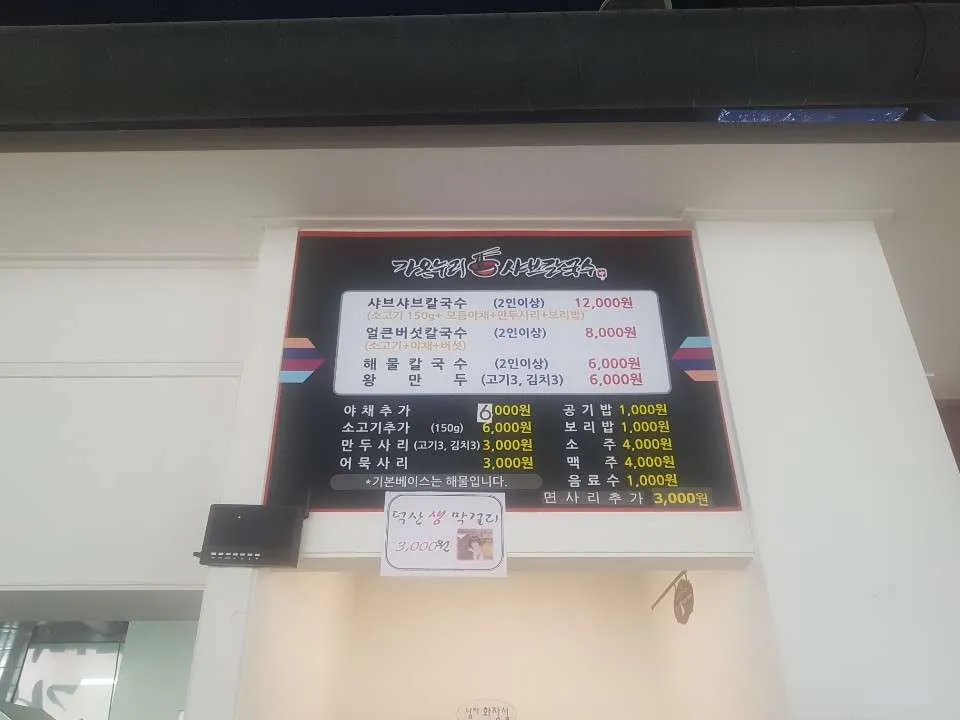 가온누리 샤브칼국수
샤브샤브칼국수 (2인이상) 12,000원
(소고기 150g+ 모듬야채+만두사리+보리밥)
얼큰버섯칼국수 (2인이상) 8,000원
(소고기+야채+버섯)
해물칼국수 (2인이상) 6,000원
왕만두 (고기3, 김치3) 6,000원
야채추가 6,000원
소고기추가 (150g) 6,000원
만두사리 (고기3, 김치3) 3,000원
어묵사리 3,000원
*기본베이스는 해물입니다.
공기밥 1,000원
보리밥 1,000원
소주 4,000원
맥주 4,000원
음료수 1,000원
면사리추가 3,000원
덕산 생 막걸리
3,000원
화장실